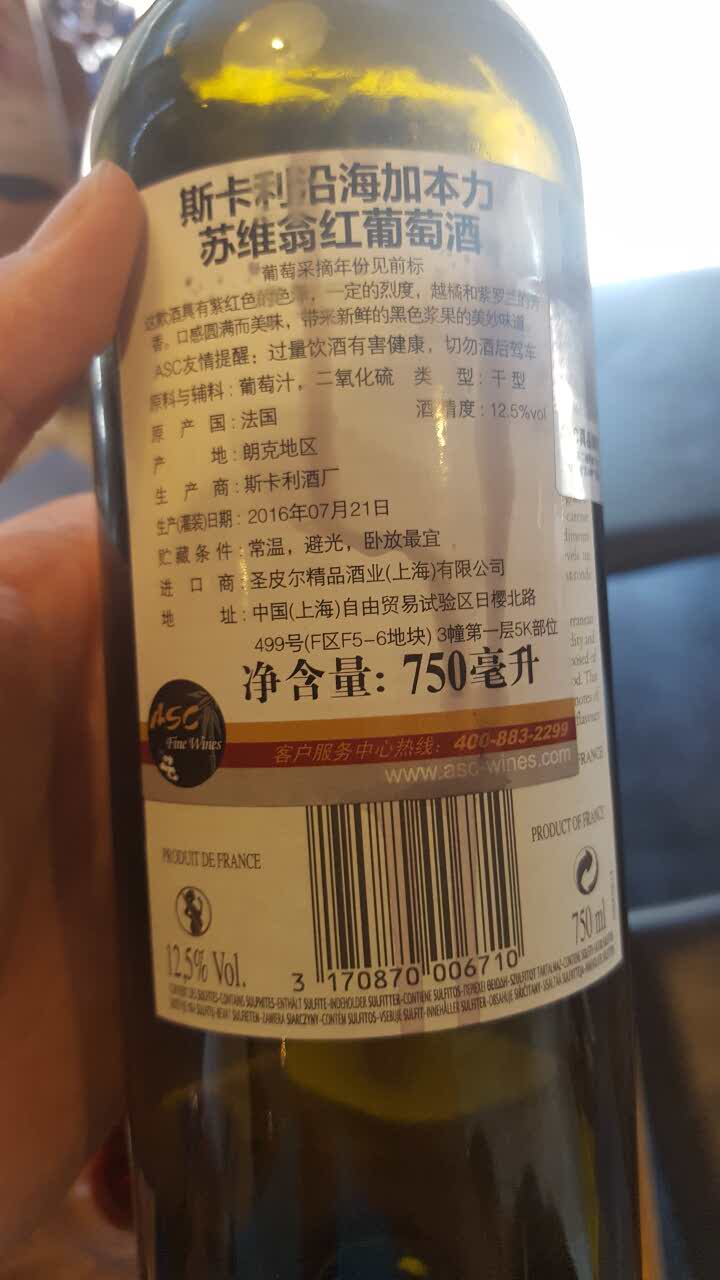 斯卡利沿海加本力
苏维翁红葡萄酒
葡萄采摘年份见前标
这款酒具有紫红色的色泽，一定的烈度，越橘和紫罗兰的芳
香。口感圆满而美味，带来新鲜的黑色浆果的美妙味道
ASC友情提醒：过量饮酒有害健康，切勿酒后驾车
原料与辅料：葡萄汁，二氧化硫 类 型：干型
原产国：法国 酒精度：12.5%vol
产 地：朗克地区
生产商：斯卡利酒厂
生产(灌装)日期：2016年07月21日
贮藏条件：常温，避光，卧放最宜
进口商：圣皮尔精品酒业(上海)有限公司
地 址：中国(上海)自由贸易试验区日樱北路
499号(F区F5-6地块) 3幢第一层5K部位
净含量：750毫升
ASC
Fine Wines
客户服务中心热线：400-883-2299
www.asc-wines.com
FRANCE
PRODUIT DE FRANCE
PRODUCT OF FRANCE
12,5% Vol.
750 ml
3 170870 006710
CONTIENT DES SULFITES-CONTAINS SULPHITES-ENTHÄLT SULFITE-INDEHOLDER SULFITTER-CONTIENE SULFITOS